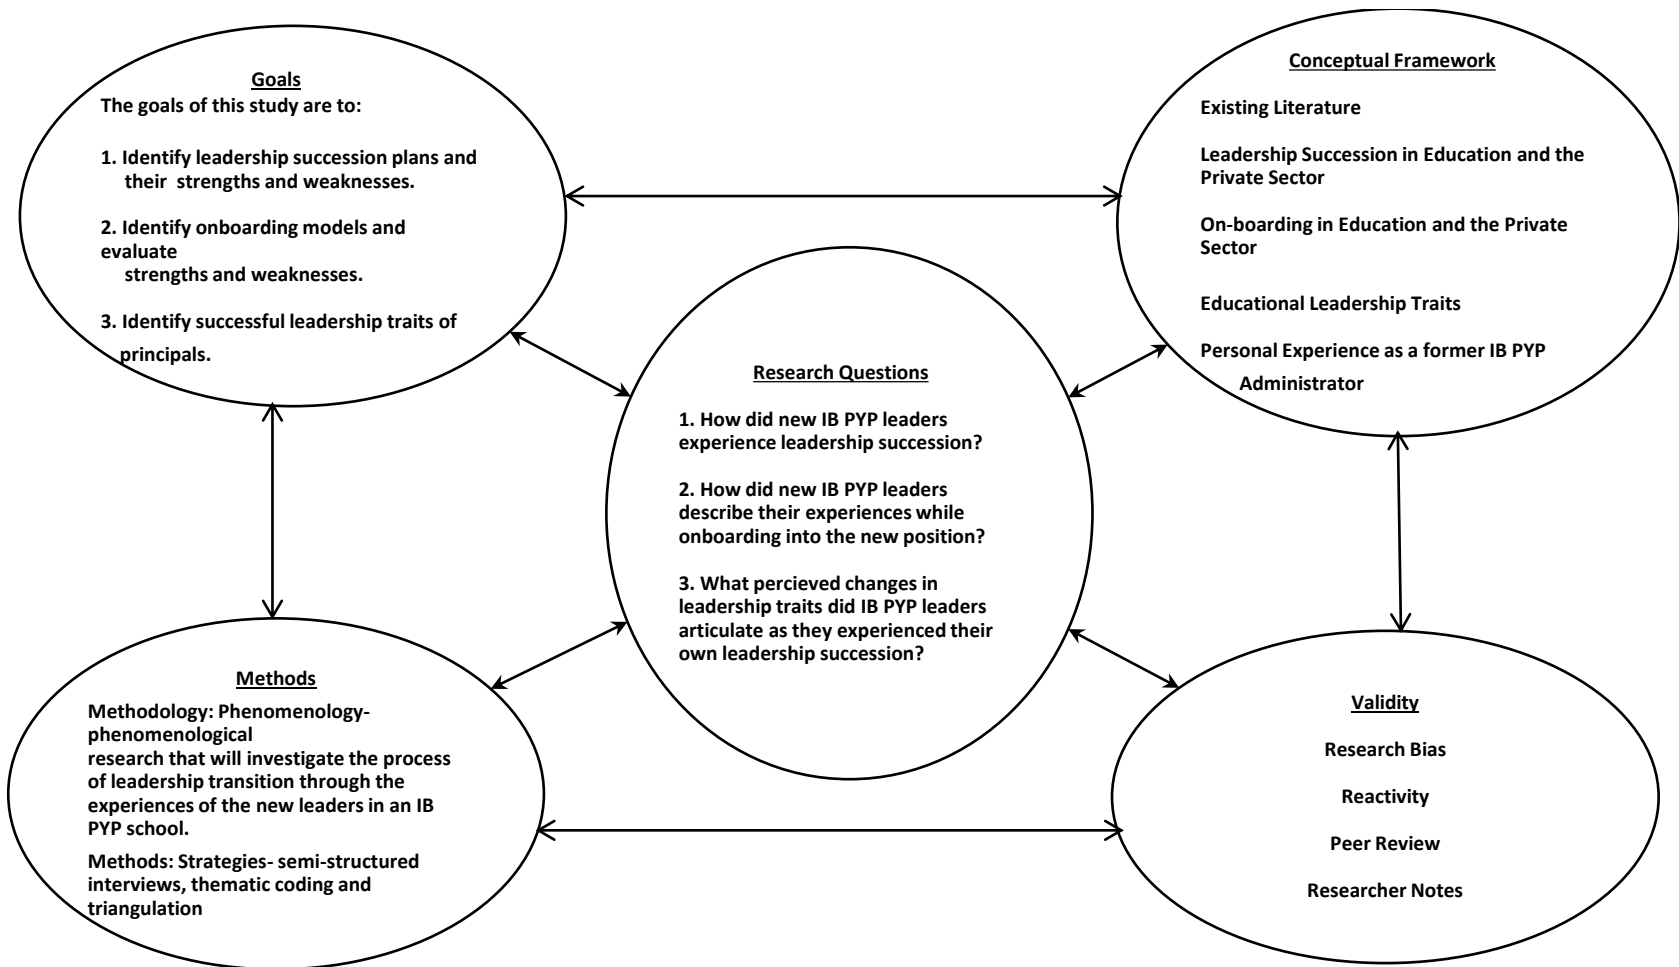 Goals
The goals of this study are to:
1. Identify leadership succession plans and
their strengths and weaknesses.
2. Identify onboarding models and
evaluate
strengths and weaknesses.
3. Identify successful leadership traits of
principals.
Conceptual Framework
Existing Literature
Leadership Succession in Education and the
Private Sector
On-boarding in Education and the Private
Sector
Educational Leadership Traits
Personal Experience as a former IB PYP
Administrator
Research Questions
1. How did new IB PYP leaders
experience leadership succession?
2. How did new IB PYP leaders
describe their experiences while
onboarding into the new position?
3. What percieved changes in
leadership traits did IB PYP leaders
articulate as they experienced their
own leadership succession?
Methods
Methodology: Phenomenology-
phenomenological
research that will investigate the process
of leadership transition through the
experiences of the new leaders in an IB
PYP school.
Methods: Strategies- semi-structured
interviews, thematic coding and
triangulation
Validity
Research Bias
Reactivity
Peer Review
Researcher Notes